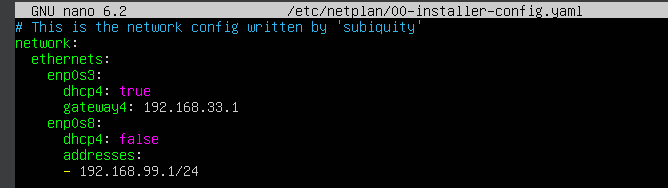 GNU nano 6.2 /etc/netplan/00-installer-config.yaml
# This is the network config written by 'subiquity'
network:
  ethernets:
    enp0s3:
      dhcp4: true
      gateway4: 192.168.33.1
    enp0s8:
      dhcp4: false
      addresses:
      - 192.168.99.1/24